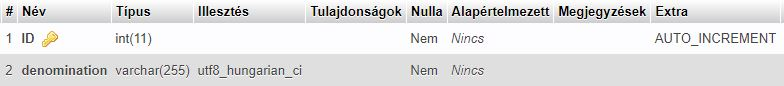 # Név Típus Illesztés Tulajdonságok Nulla Alapértelmezett Megjegyzések Extra
1 ID int(11) Nem Nincs AUTO_INCREMENT
2 denomination varchar(255) utf8_hungarian_ci Nem Nincs